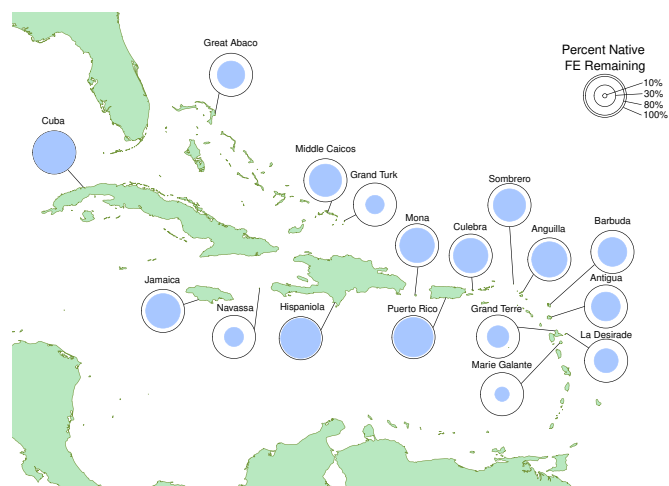 Great Abaco
Percent Native
FE Remaining
10%
30%
80%
100%
Cuba
Middle Caicos
Grand Turk
Sombrero
Mona
Culebra
Anguilla
Barbuda
Antigua
Jamaica
Navassa
Hispaniola
Puerto Rico
Grand Terre
La Desirade
Marie Galante